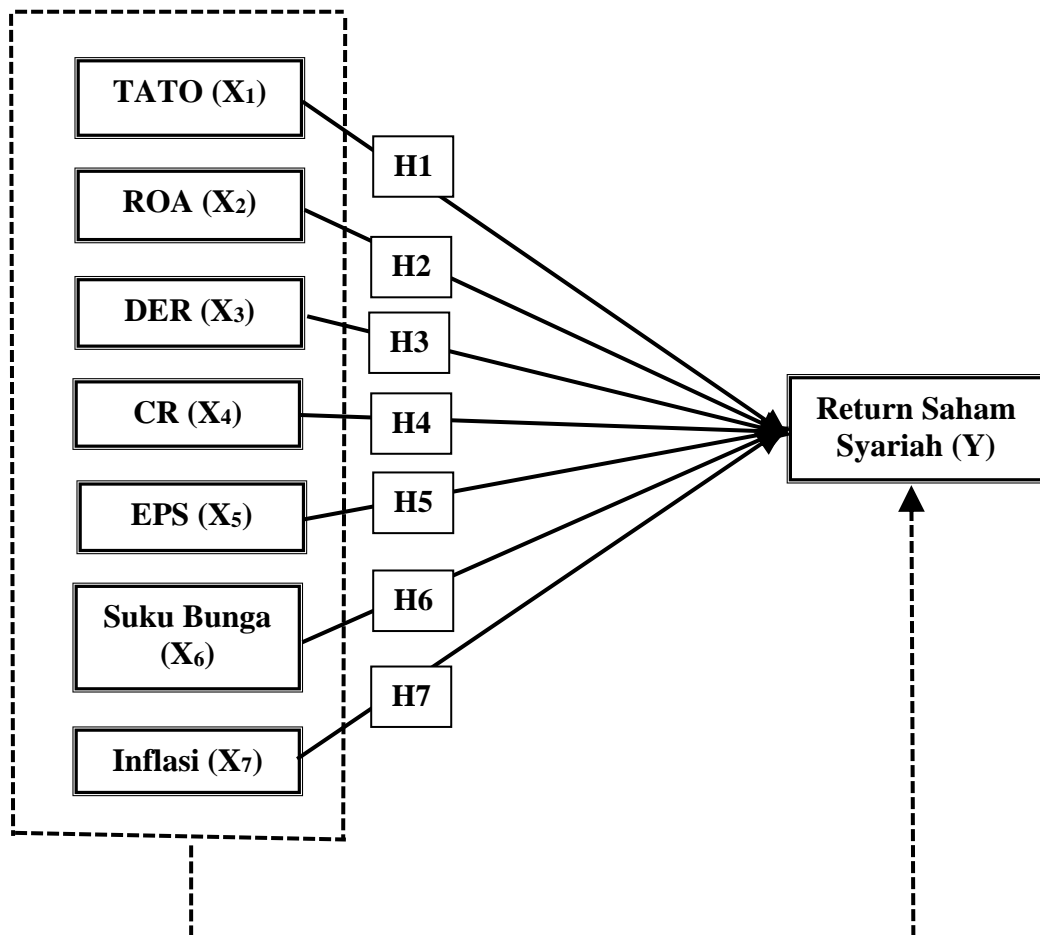 TATO (X1)
H1
ROA (X2)
H2
DER (X3)
H3
CR (X4)
H4
EPS (X5)
H5
Suku Bunga
(X6)
H6
Inflasi (X7)
H7
Return Saham
Syariah (Y)